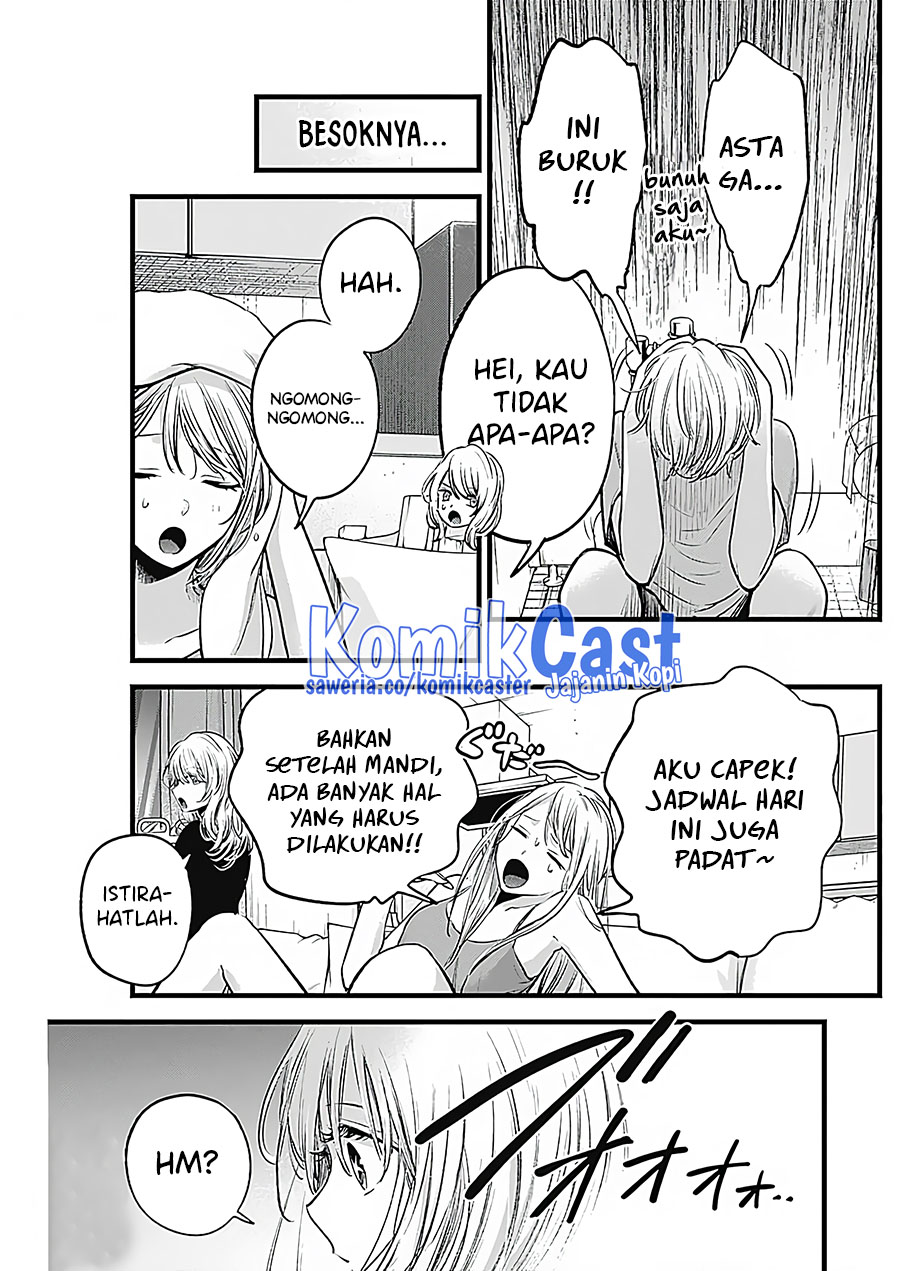 ASTA
GA...
bunuh
saja
aku~
INI
BURUK
!!
HEI, KAU
TIDAK
APA-APA?
BESOKNYA...
HAH.
NGOMONG-
NGOMONG...
KomikCast
saweria.co/komikcaster
Jajanin Kopi
AKU CAPEK!
JADWAL HARI
INI JUGA
PADAT~
ぐだー
BAHKAN
SETELAH MANDI,
ADA BANYAK HAL
YANG HARUS
DILAKUKAN!!
ISTIRA-
HATLAH.
ブオオオォ..
HM?